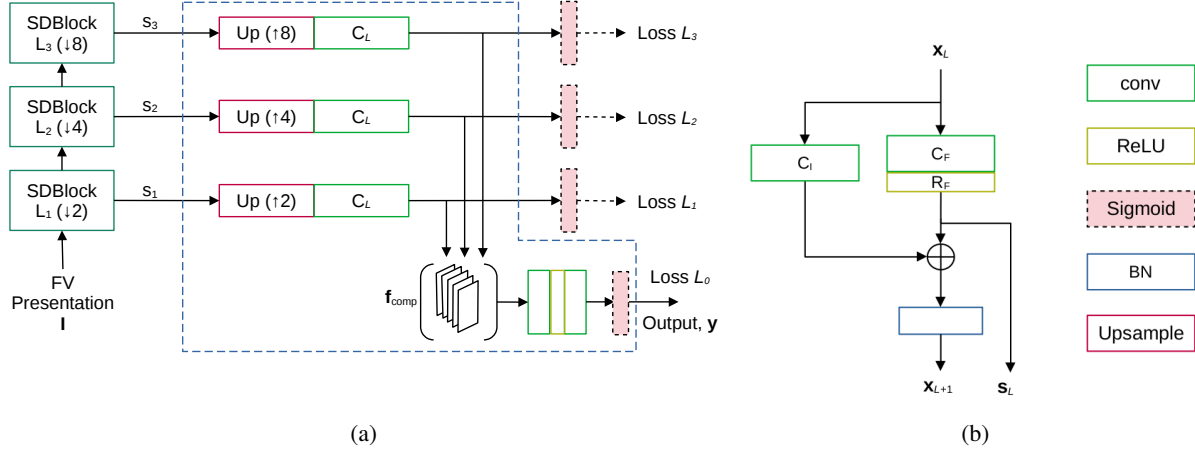 SDBlock
L₃ (↓8)
s₃
Up (↑8)
C_L
Loss L₃
SDBlock
L₂ (↓4)
s₂
Up (↑4)
C_L
Loss L₂
SDBlock
L₁ (↓2)
s₁
Up (↑2)
C_L
Loss L₁
FV
Presentation
I
f_comp
Loss L₀
Output, y
(a)
x_L
C_I
C_F
R_F
x_{L+1}
s_L
(b)
conv
ReLU
Sigmoid
BN
Upsample